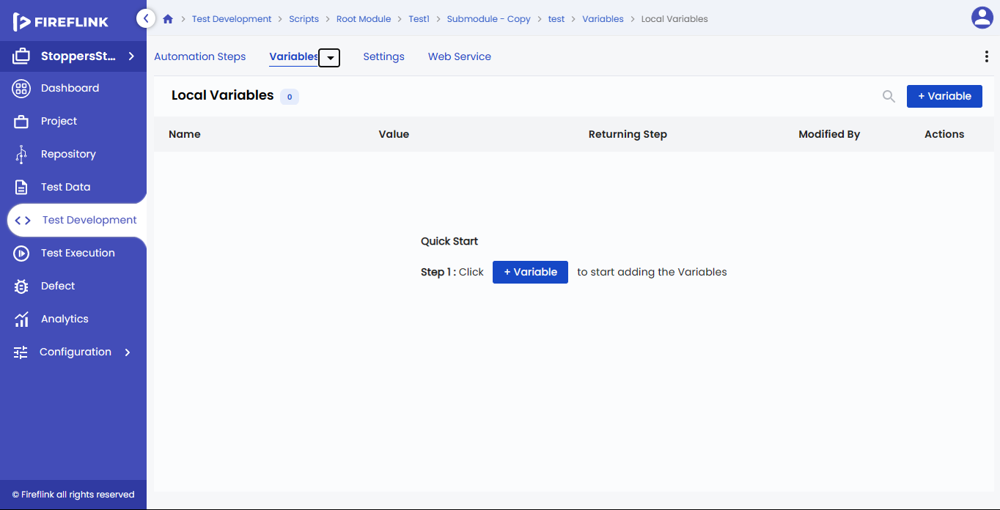 FIREFLINK
Test Development Scripts Root Module Test1 Submodule - Copy test Variables Local Variables
StoppersSt...
Automation Steps Variables Settings Web Service
Dashboard
Project
Repository
Test Data
Test Development
Test Execution
Defect
Analytics
Configuration
© Fireflink all rights reserved
Local Variables 0
+ Variable
Name Value Returning Step Modified By Actions
Quick Start
Step 1 : Click + Variable to start adding the Variables